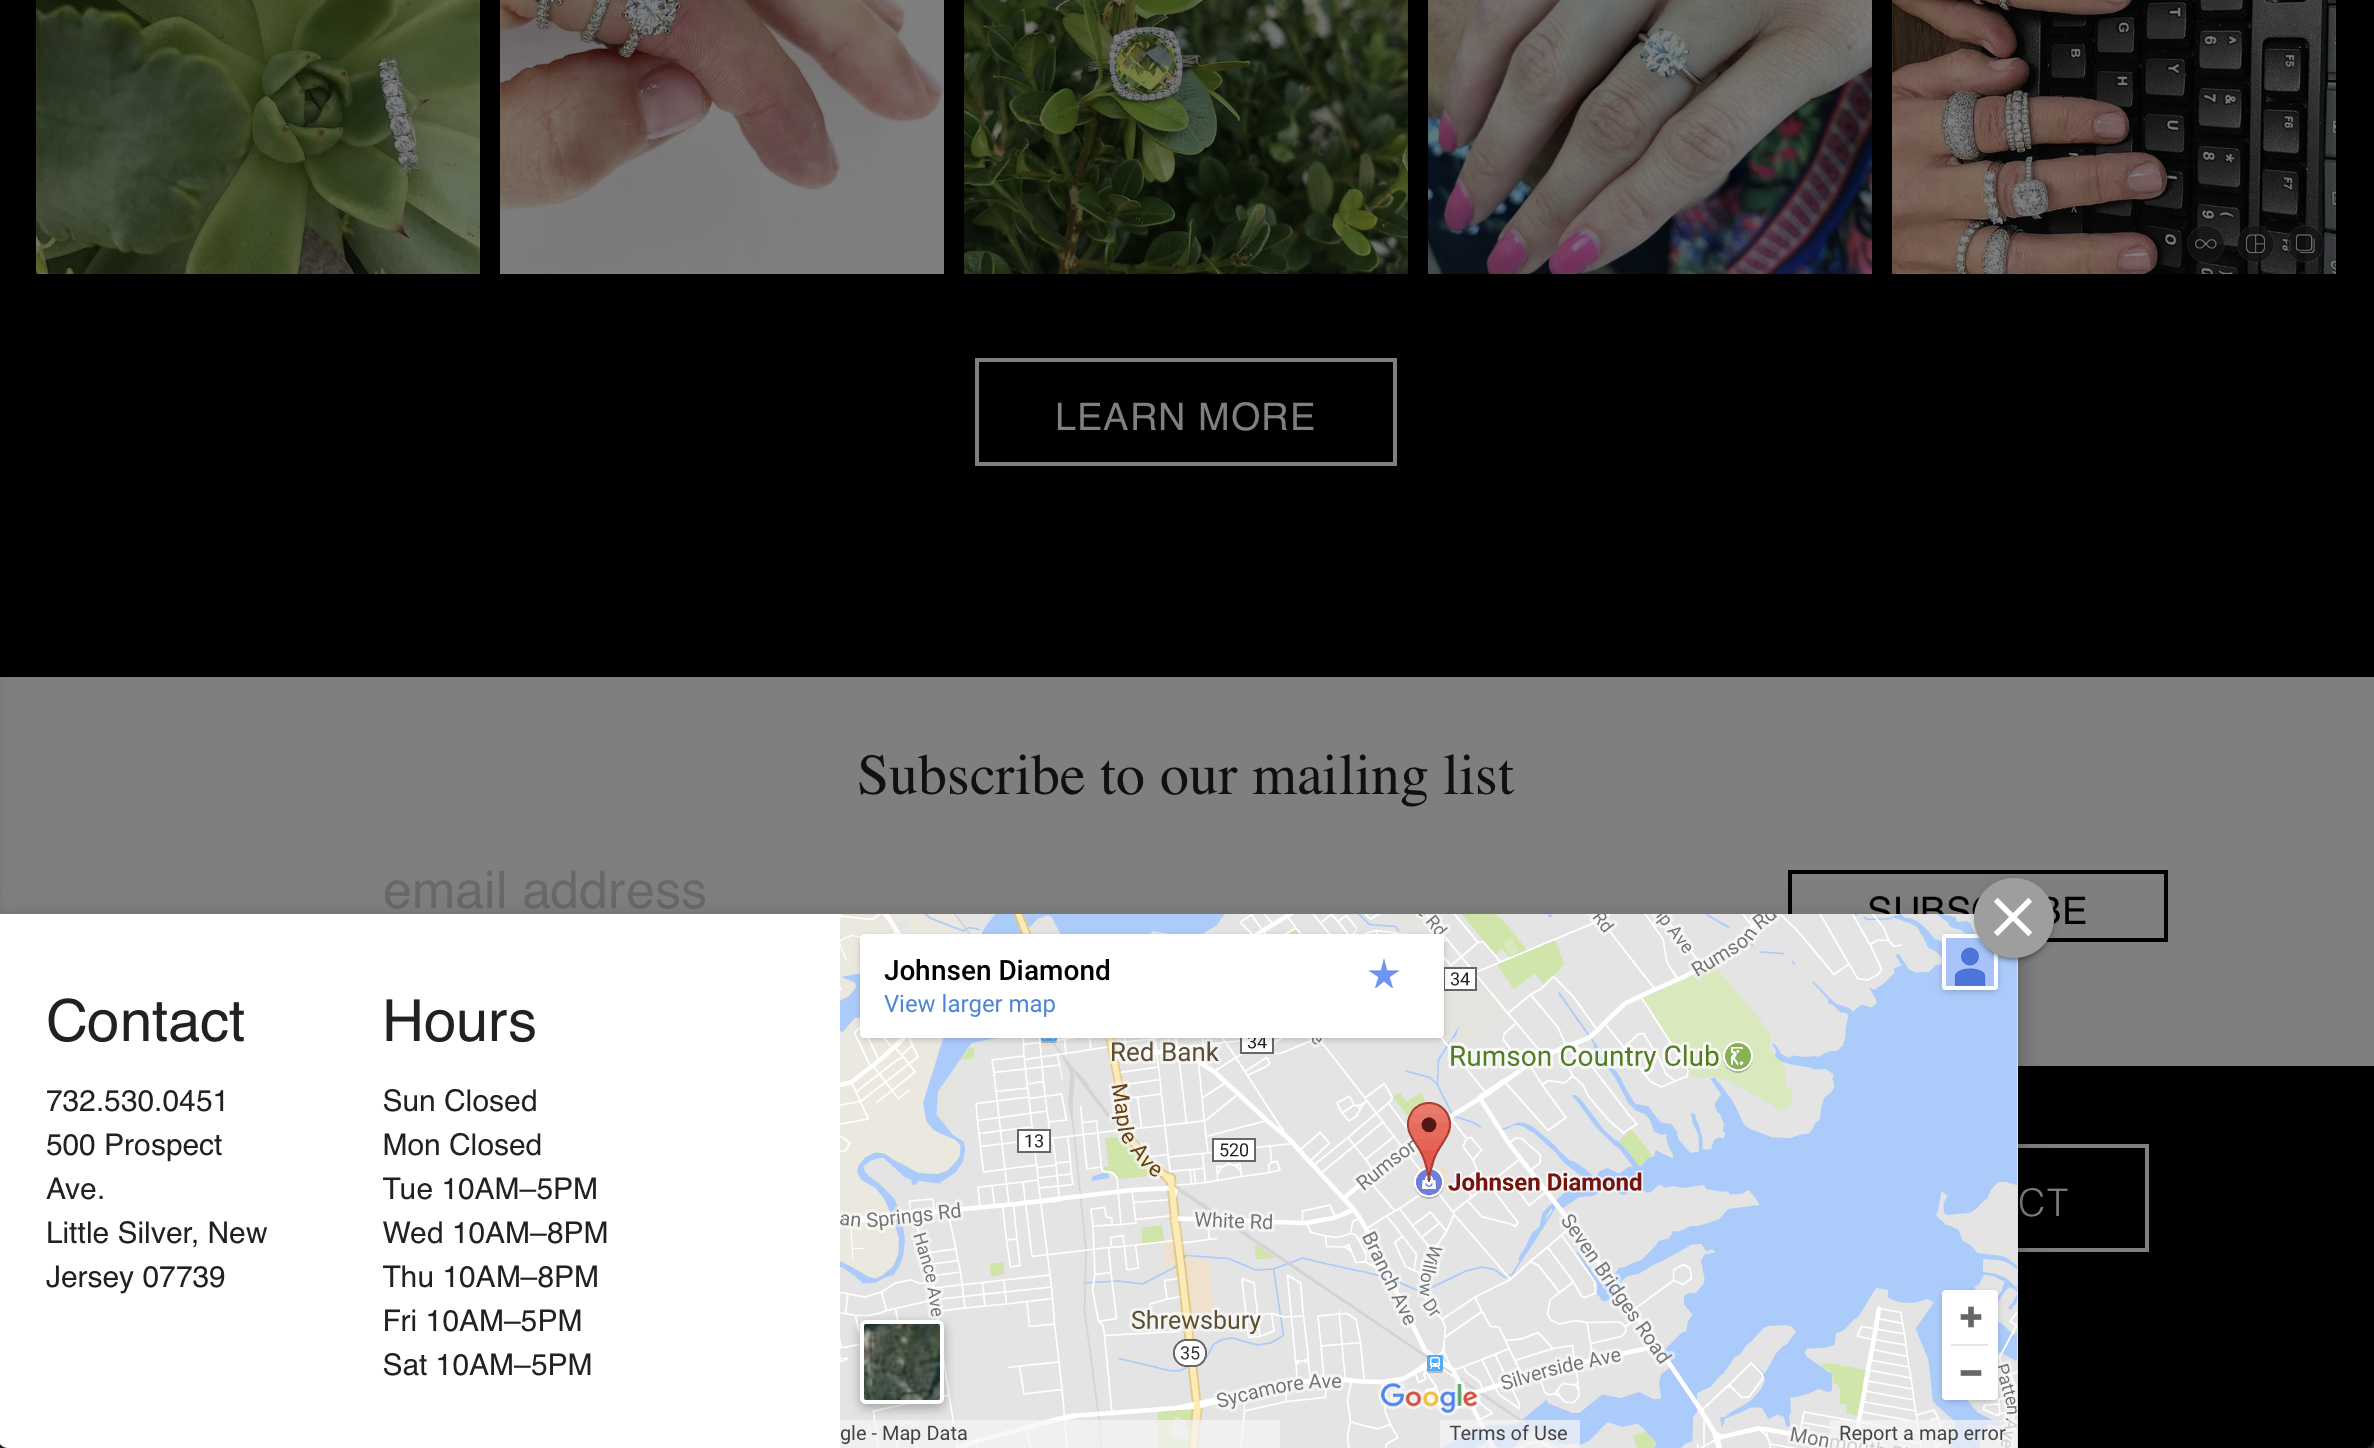 LEARN MORE
Subscribe to our mailing list
email address
Contact
732.530.0451
500 Prospect
Ave.
Little Silver, New
Jersey 07739
Hours
Sun Closed
Mon Closed
Tue 10AM–5PM
Wed 10AM–8PM
Thu 10AM–8PM
Fri 10AM–5PM
Sat 10AM–5PM
Johnsen Diamond
View larger map
34
Rumson Rd
Red Bank
34
Rumson Country Club
Maple Ave
13
520
Rumson
Johnsen Diamond
an Springs Rd
White Rd
Hance Ave
Branch Ave
Willow Dr
Seven Bridges Road
CT
Shrewsbury
35
Sycamore Ave
Silverside Ave
Patten
Google
gle - Map Data
Terms of Use
Report a map error